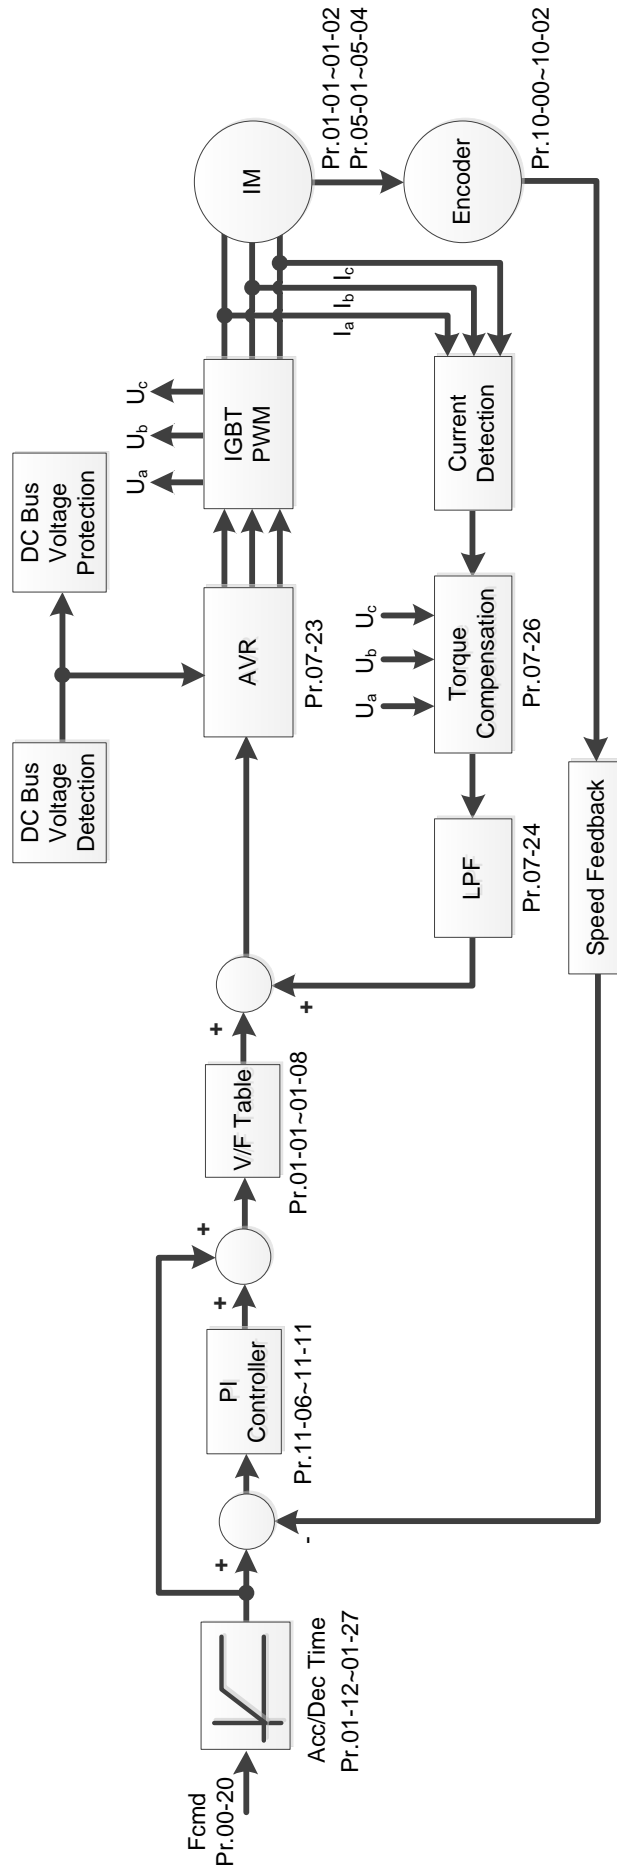 Fcmd
Pr.00-20
Acc/Dec Time
Pr.01-12~01-27
+
-
PI
Controller
Pr.11-06~11-11
+
+
V/F Table
Pr.01-01~01-08
+
+
DC Bus
Voltage
Detection
DC Bus
Voltage
Protection
AVR
Pr.07-23
Ua
Ub
Uc
IGBT
PWM
IM
Pr.01-01~01-02
Pr.05-01~05-04
Ia Ib Ic
Encoder
Pr.10-00~10-02
Current
Detection
Ua
Ub
Uc
Torque
Compensation
Pr.07-26
LPF
Pr.07-24
Speed Feedback